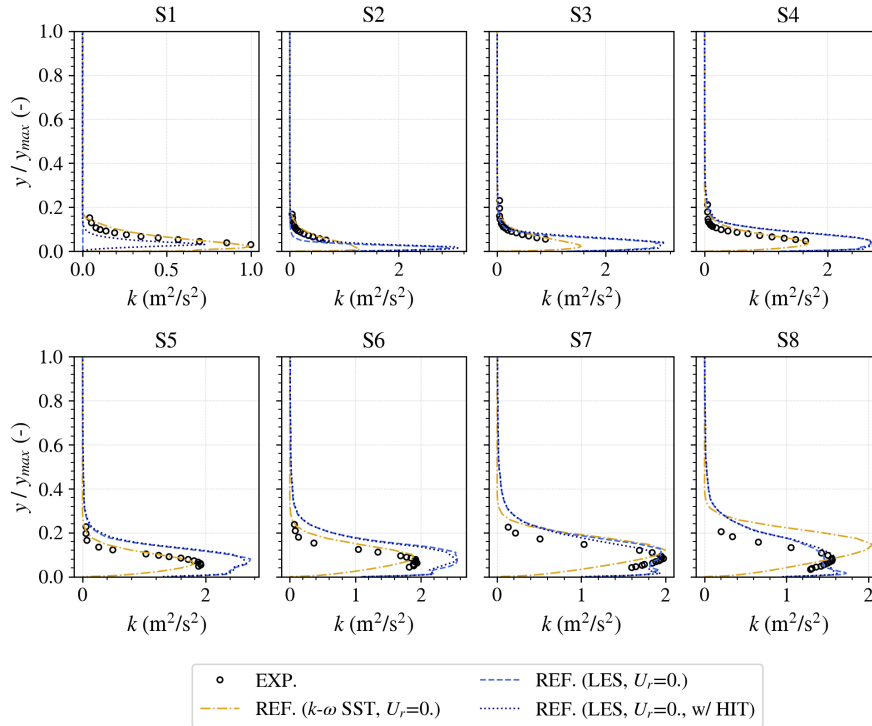 S1 S2 S3 S4
y / y_max (-)
1.0
0.8
0.6
0.4
0.2
0.0
0.0 0.5 1.0 0 2 0 2 0 2
k (m²/s²) k (m²/s²) k (m²/s²) k (m²/s²)
S5 S6 S7 S8
y / y_max (-)
1.0
0.8
0.6
0.4
0.2
0.0
0 2 0 1 2 0 1 2 0 1 2
k (m²/s²) k (m²/s²) k (m²/s²) k (m²/s²)
EXP. REF. (LES, U_r=0.)
REF. (k-ω SST, U_r=0.) REF. (LES, U_r=0., w/ HIT)